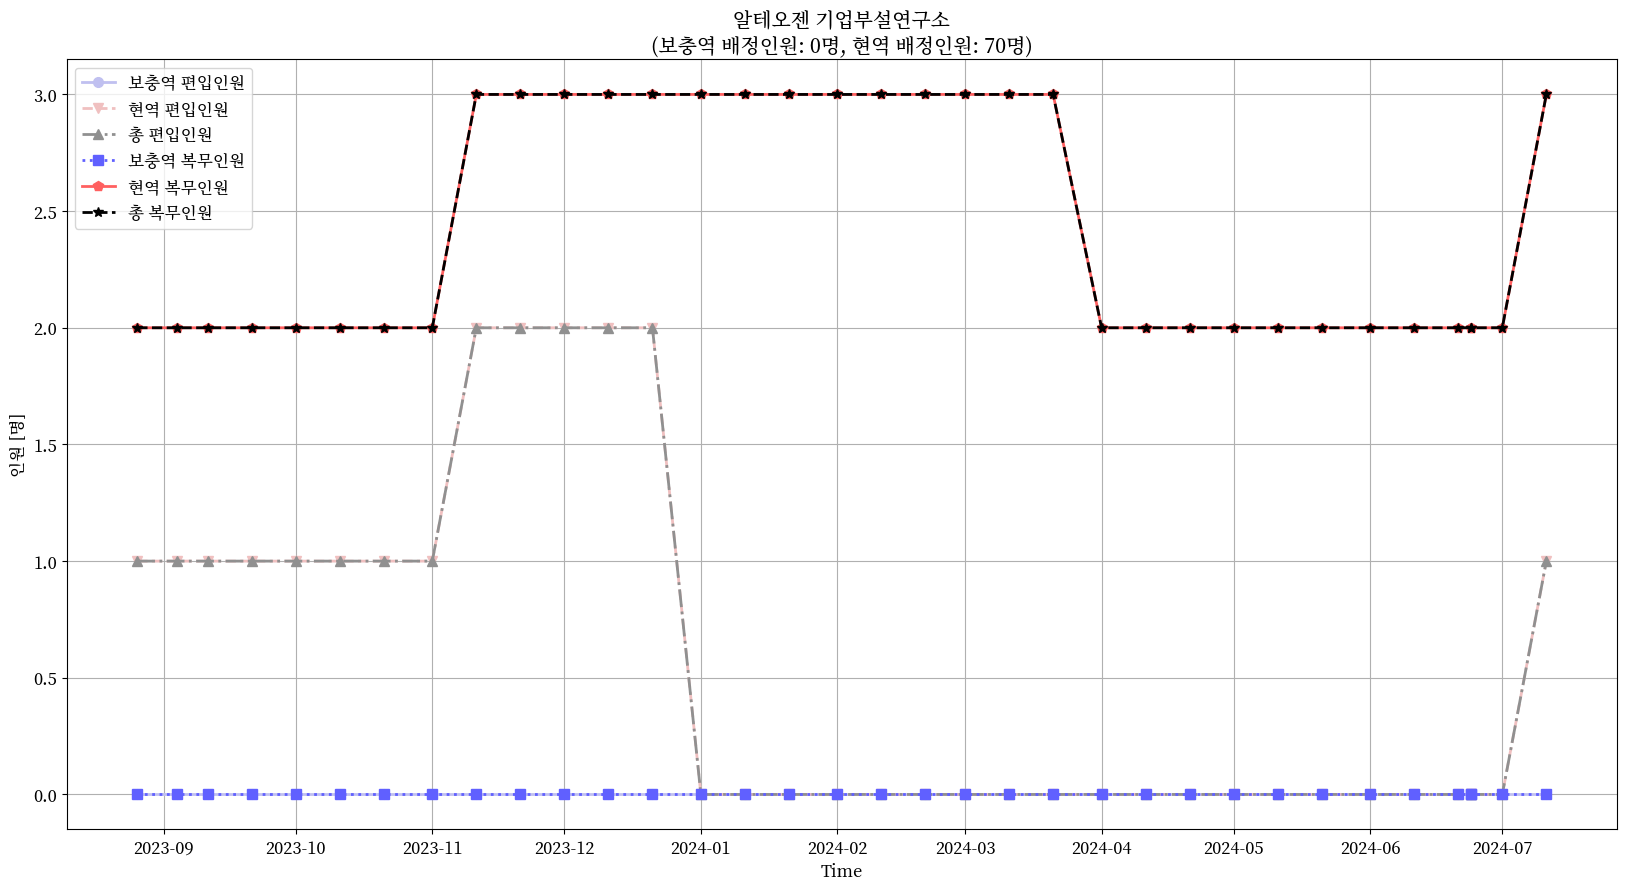 알테오젠 기업부설연구소
(보충역 배정인원: 0명, 현역 배정인원: 70명)
보충역 편입인원
현역 편입인원
총 편입인원
보충역 복무인원
현역 복무인원
총 복무인원
3.0
2.5
2.0
1.5
1.0
0.5
0.0
인원 [명]
2023-09 2023-10 2023-11 2023-12 2024-01 2024-02 2024-03 2024-04 2024-05 2024-06 2024-07
Time